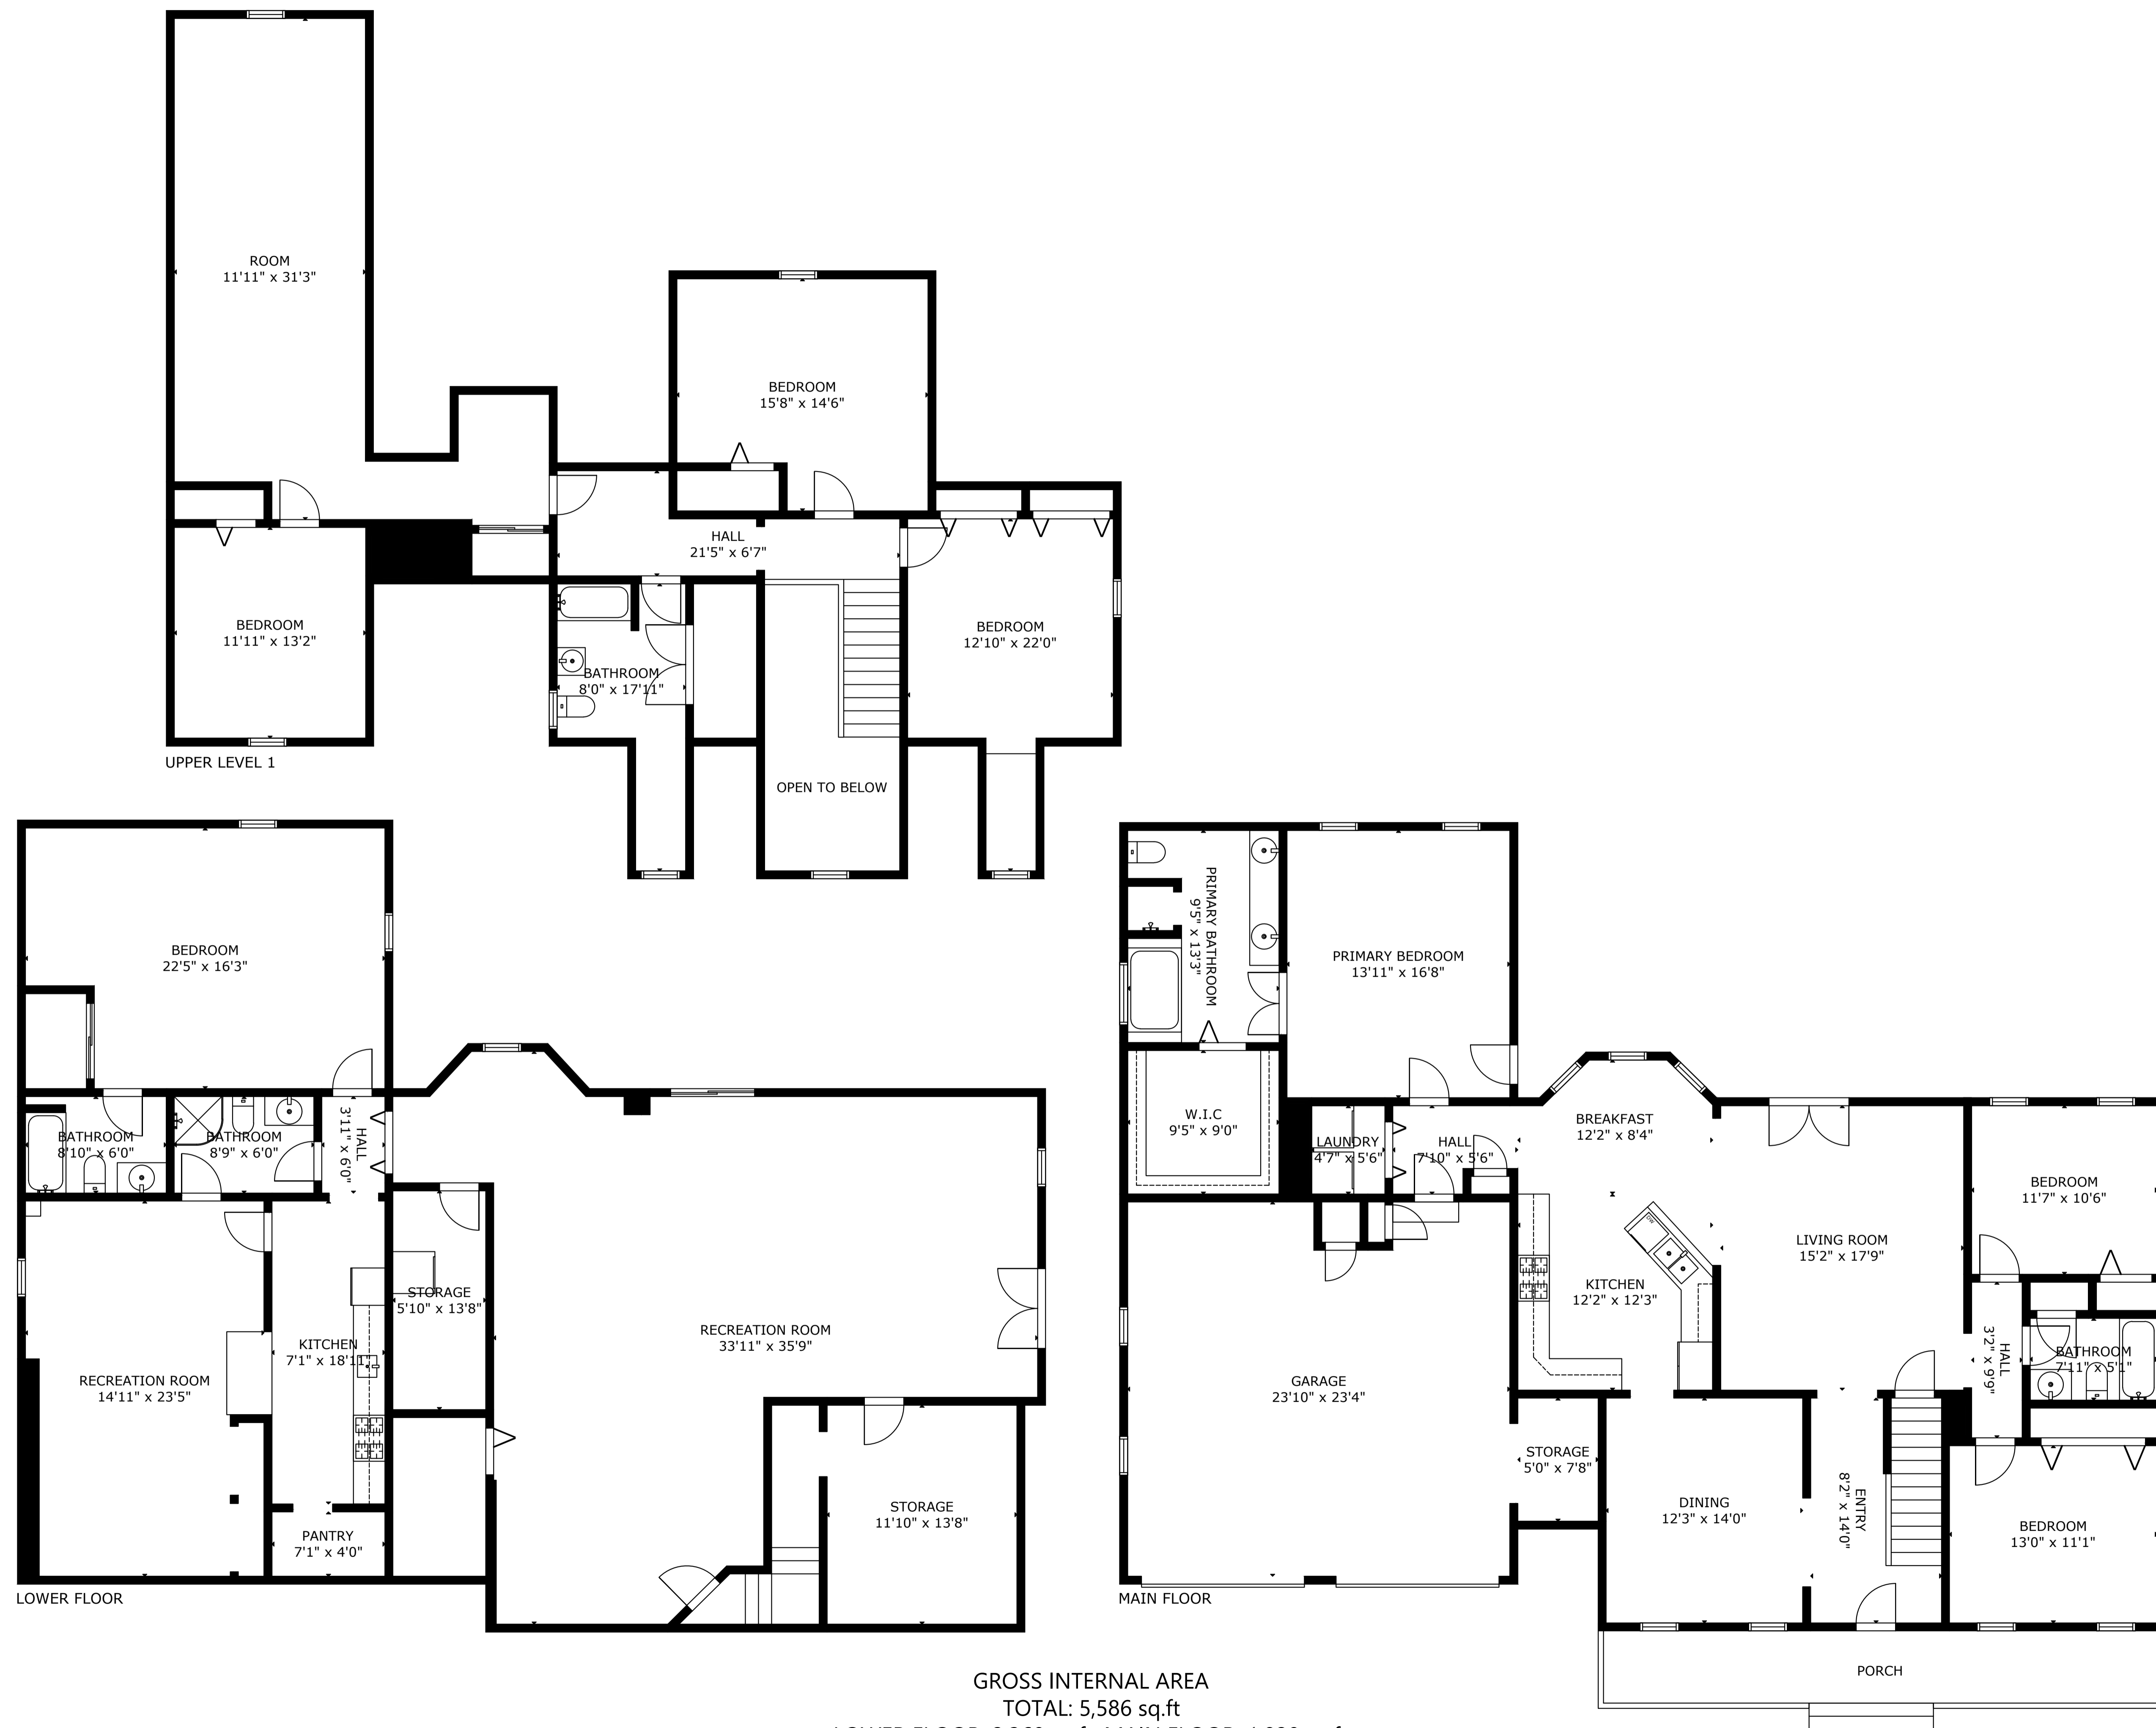 ROOM
11'11" x 31'3"
BEDROOM
15'8" x 14'6"
HALL
21'5" x 6'7"
BEDROOM
11'11" x 13'2"
BEDROOM
12'10" x 22'0"
BATHROOM
8'0" x 17'11"
OPEN TO BELOW
UPPER LEVEL 1
BEDROOM
22'5" x 16'3"
BATHROOM
8'10" x 6'0"
BATHROOM
8'9" x 6'0"
HALL
3'11" x 6'0"
STORAGE
5'10" x 13'8"
KITCHEN
7'1" x 18'11"
RECREATION ROOM
33'11" x 35'9"
RECREATION ROOM
14'11" x 23'5"
STORAGE
11'10" x 13'8"
PANTRY
7'1" x 4'0"
LOWER FLOOR
PRIMARY BATHROOM
9'5" x 13'3"
PRIMARY BEDROOM
13'11" x 16'8"
W.I.C
9'5" x 9'0"
LAUNDRY
4'7" x 5'6"
HALL
7'10" x 5'6"
BREAKFAST
12'2" x 8'4"
BEDROOM
11'7" x 10'6"
LIVING ROOM
15'2" x 17'9"
DW
KITCHEN
12'2" x 12'3"
HALL
3'2" x 9'9"
BATHROOM
7'11" x 5'1"
GARAGE
23'10" x 23'4"
STORAGE
5'0" x 7'8"
DINING
12'3" x 14'0"
ENTRY
8'2" x 14'0"
BEDROOM
13'0" x 11'1"
MAIN FLOOR
PORCH
GROSS INTERNAL AREA
TOTAL: 5,586 sq.ft